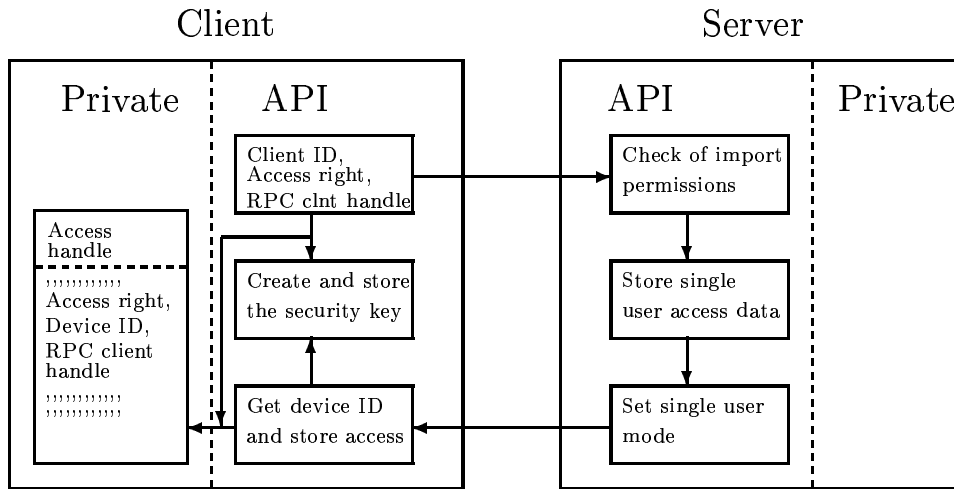 Client
Server
Private
API
API
Private
Client ID,
Access right,
RPC clnt handle
Check of import
permissions
Access
handle
,,,,,,,,,,,,
Access right,
Device ID,
RPC client
handle
,,,,,,,,,,,,
,,,,,,,,,,,,
Create and store
the security key
Store single
user access data
Get device ID
and store access
Set single user
mode